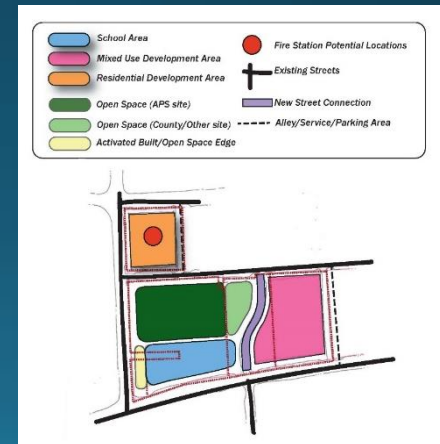 School Area
Mixed Use Development Area
Residential Development Area
Open Space (APS site)
Open Space (County/Other site)
Activated Built/Open Space Edge
Fire Station Potential Locations
Existing Streets
New Street Connection
Alley/Service/Parking Area